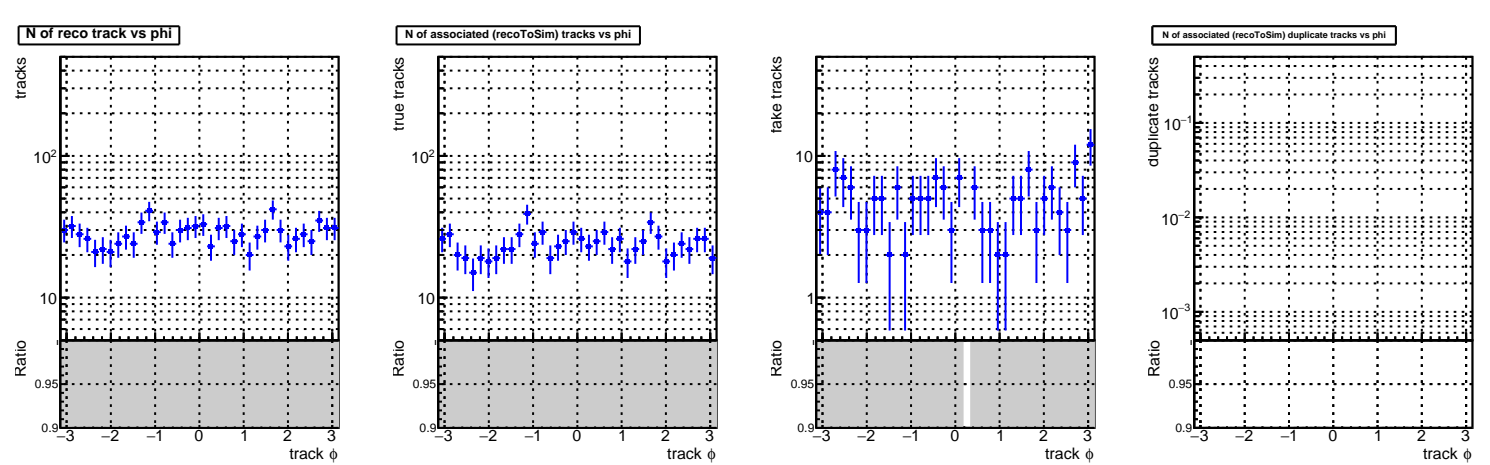 N of reco track vs phi
tracks
10²
10
Ratio
0.95
0.9
−3 −2 −1 0 1 2 3
track ϕ
N of associated (recoToSim) tracks vs phi
true tracks
10²
10
Ratio
0.95
0.9
−3 −2 −1 0 1 2 3
track ϕ
fake tracks
10
1
Ratio
0.95
0.9
−3 −2 −1 0 1 2 3
track ϕ
N of associated (recoToSim) duplicate tracks vs phi
duplicate tracks
10⁻¹
10⁻²
10⁻³
Ratio
0.95
0.9
−3 −2 −1 0 1 2 3
track ϕ